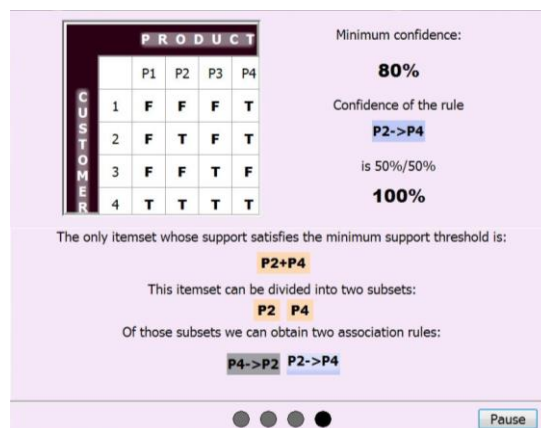 PRODUCT
CUSTOMER
P1 P2 P3 P4
1 F F F T
2 F T F T
3 F F T F
4 T T T T
Minimum confidence:
80%
Confidence of the rule
P2->P4
is 50%/50%
100%
The only itemset whose support satisfies the minimum support threshold is:
P2+P4
This itemset can be divided into two subsets:
P2 P4
Of those subsets we can obtain two association rules:
P4->P2 P2->P4
Pause